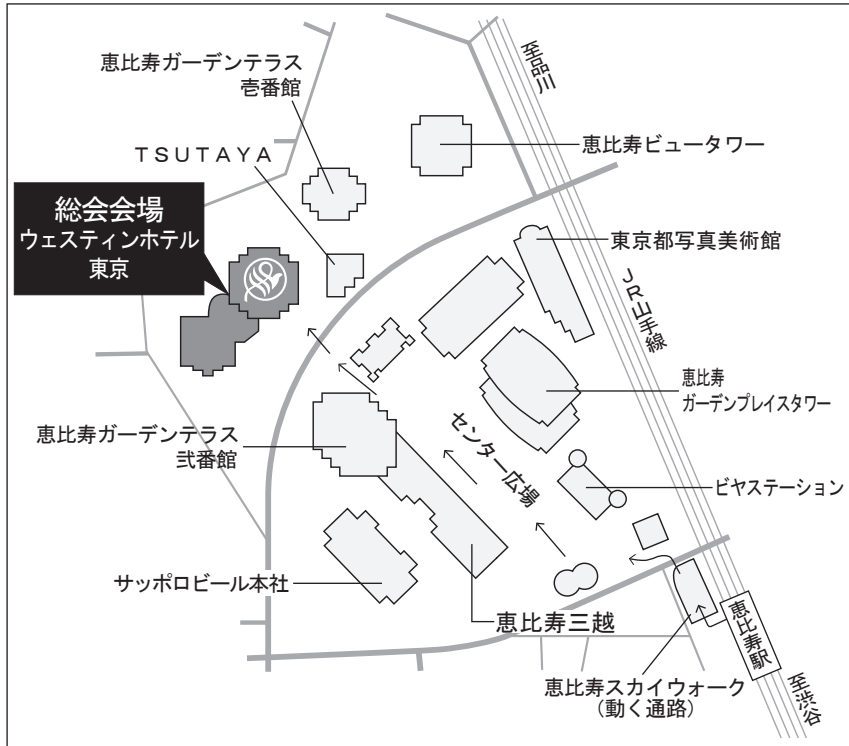 至品川
恵比寿ガーデンテラス
壱番館
ＴＳＵＴＡＹＡ
恵比寿ビュータワー
総会会場
ウェスティンホテル
東京
東京都写真美術館
ＪＲ山手線
恵比寿
ガーデンプレイスタワー
恵比寿ガーデンテラス
弐番館
センター広場
ビヤステーション
サッポロビール本社
恵比寿三越
恵比寿駅
恵比寿スカイウォーク
（動く通路）
至渋谷